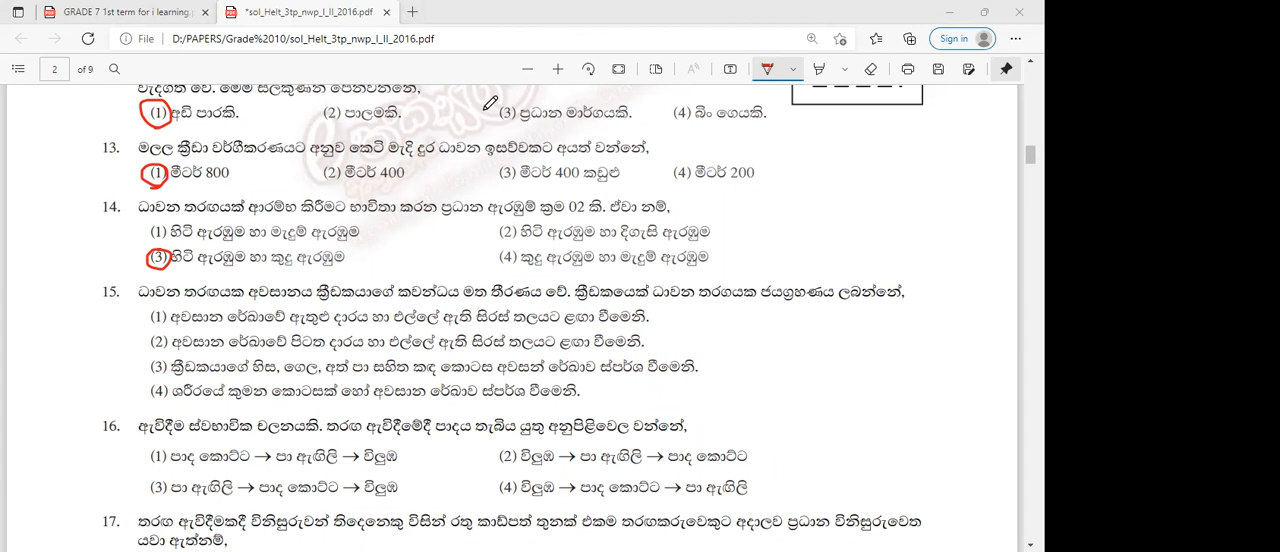 GRADE 7 1st term for i learning
*sol_Helt_3tp_nwp_I_II_2016.pdf
File D:/PAPERS/Grade%2010/sol_Helt_3tp_nwp_I_II_2016.pdf Sign in
2 of 9
වැදගත් වේ. මෙම සලකුණින් පෙන්වන්නේ,
(1) අඩි පාරකි. (2) පාලමකි. (3) ප්‍රධාන මාර්ගයකි. (4) බිං ගෙයකි.
13. මලල ක්‍රීඩා වර්ගීකරණයට අනුව කෙටි මැදි දුර ධාවන ඉසව්වකට අයත් වන්නේ,
(1) මීටර් 800 (2) මීටර් 400 (3) මීටර් 400 කඩුළු (4) මීටර් 200
14. ධාවන තරඟයක් ආරම්භ කිරීමට භාවිතා කරන ප්‍රධාන ඇරඹුම් ක්‍රම 02 කි. ඒවා නම්,
(1) හිටි ඇරඹුම හා මැදුම් ඇරඹුම (2) හිටි ඇරඹුම හා දිගැසි ඇරඹුම
(3) හිටි ඇරඹුම හා කුදු ඇරඹුම (4) කුදු ඇරඹුම හා මැදුම් ඇරඹුම
15. ධාවන තරඟයක අවසානය ක්‍රීඩකයාගේ කවන්ධය මත තීරණය වේ. ක්‍රීඩකයෙක් ධාවන තරගයක ජයග්‍රහණය ලබන්නේ,
(1) අවසාන රේඛාවේ ඇතුළු දාරය හා එල්ලේ ඇති සිරස් තලයට ළඟා වීමෙනි.
(2) අවසාන රේඛාවේ පිටත දාරය හා එල්ලේ ඇති සිරස් තලයට ළඟා වීමෙනි.
(3) ක්‍රීඩකයාගේ හිස, ගෙල, අත් පා සහිත කඳ කොටස අවසන් රේඛාව ස්පර්ශ වීමෙනි.
(4) ශරීරයේ කුමන කොටසක් හෝ අවසාන රේඛාව ස්පර්ශ වීමෙනි.
16. ඇවිදීම ස්වභාවික චලනයකි. තරඟ ඇවිදීමේදී පාදය තැබිය යුතු අනුපිළිවෙල වන්නේ,
(1) පාද කොට්ට → පා ඇඟිලි → විලුඹ (2) විලුඹ → පා ඇඟිලි → පාද කොට්ට
(3) පා ඇඟිලි → පාද කොට්ට → විලුඹ (4) විලුඹ → පාද කොට්ට → පා ඇඟිලි
17. තරඟ ඇවිදීමකදී විනිසුරුවන් තිදෙනෙකු විසින් රතු කාඩ්පත් තුනක් එකම තරඟකරුවෙකුට අදාලව ප්‍රධාන විනිසුරුවෙත
යවා ඇත්නම්,